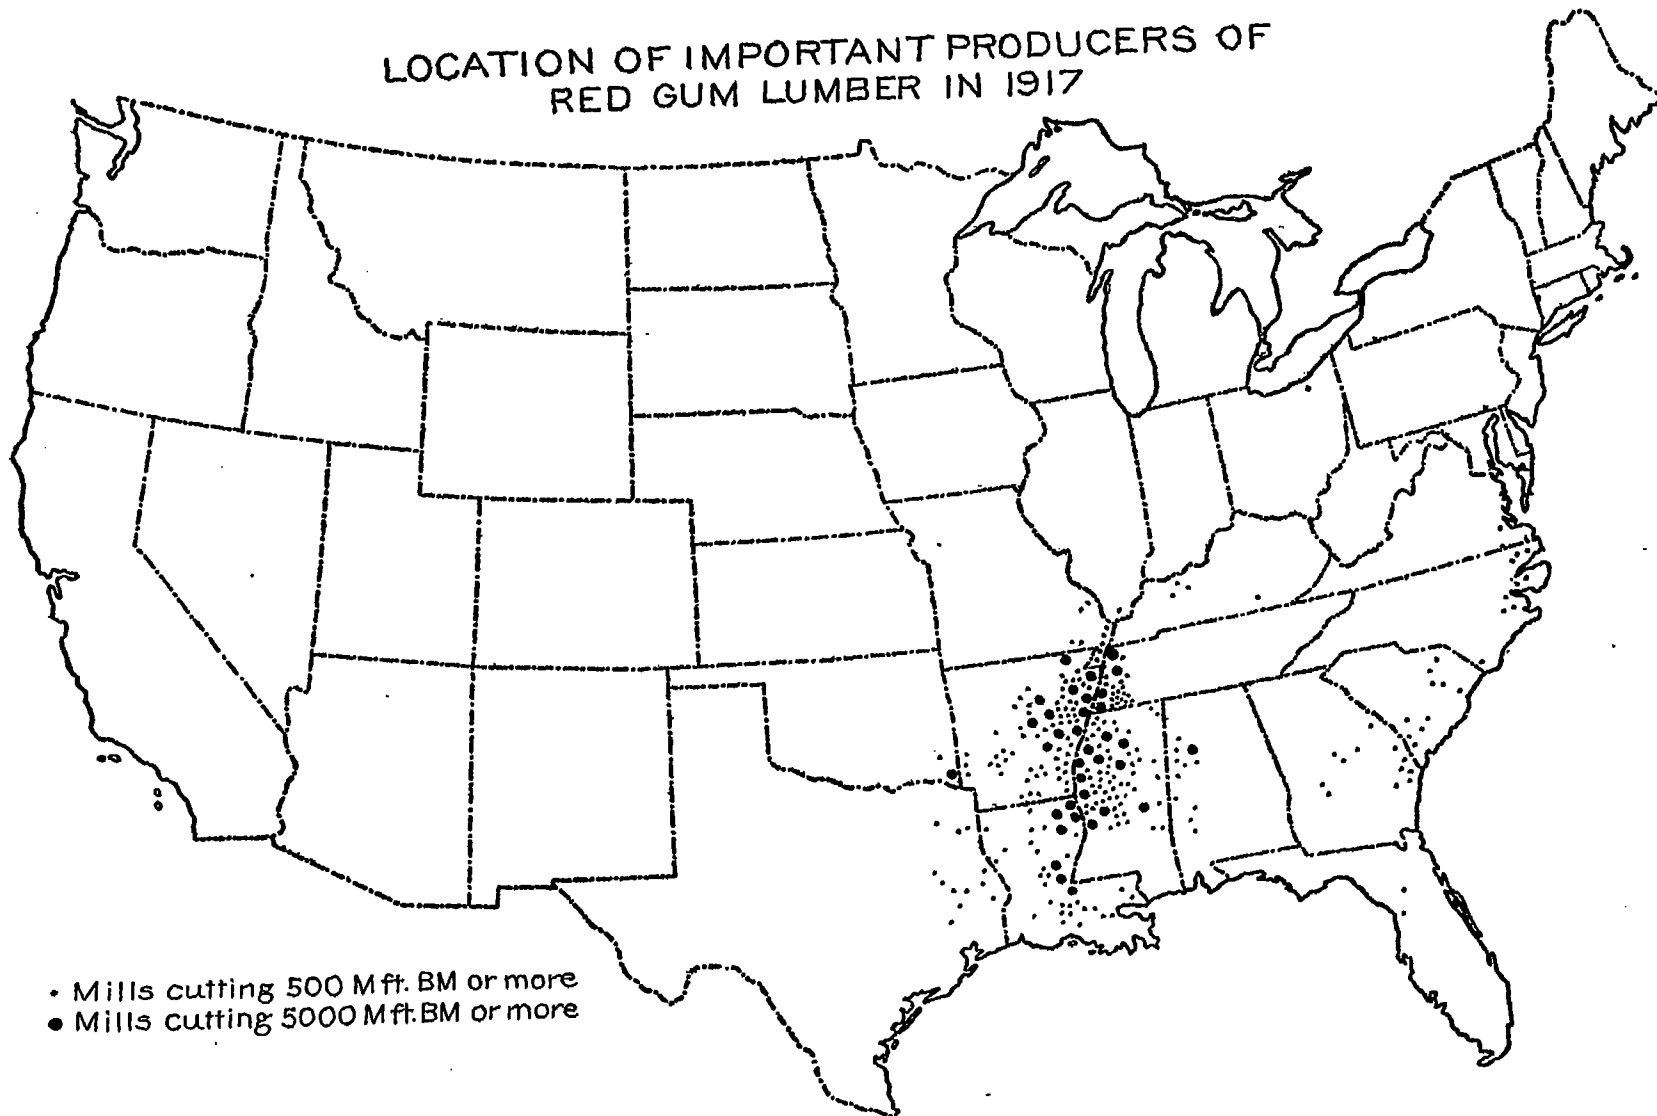 LOCATION OF IMPORTANT PRODUCERS OF
RED GUM LUMBER IN 1917
· Mills cutting 500 M ft. BM or more
● Mills cutting 5000 M ft. BM or more